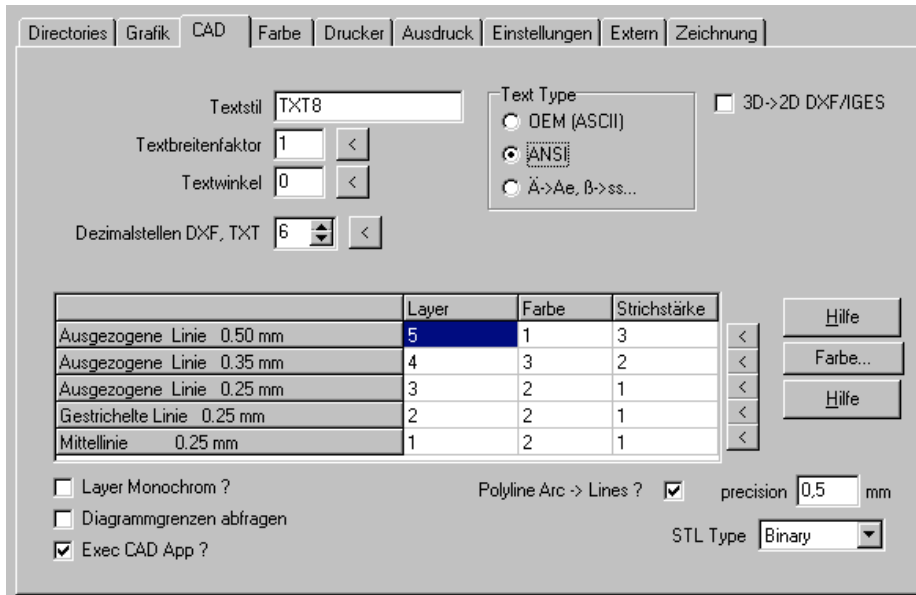 Directories Grafik CAD Farbe Drucker Ausdruck Einstellungen Extern Zeichnung
Textstil TXT8
Textbreitenfaktor 1 <
Textwinkel 0 <
Dezimalstellen DXF, TXT 6 <
Text Type
OEM (ASCII)
ANSI
Ä->Ae, ß->ss...
3D->2D DXF/IGES
Layer Farbe Strichstärke
Ausgezogene Linie 0.50 mm 5 1 3 <
Ausgezogene Linie 0.35 mm 4 3 2 <
Ausgezogene Linie 0.25 mm 3 2 1 <
Gestrichelte Linie 0.25 mm 2 2 1 <
Mittellinie 0.25 mm 1 2 1 <
Hilfe
Farbe...
Hilfe
Layer Monochrom ?
Diagrammgrenzen abfragen
Exec CAD App ?
Polyline Arc -> Lines ? precision 0,5 mm
STL Type Binary